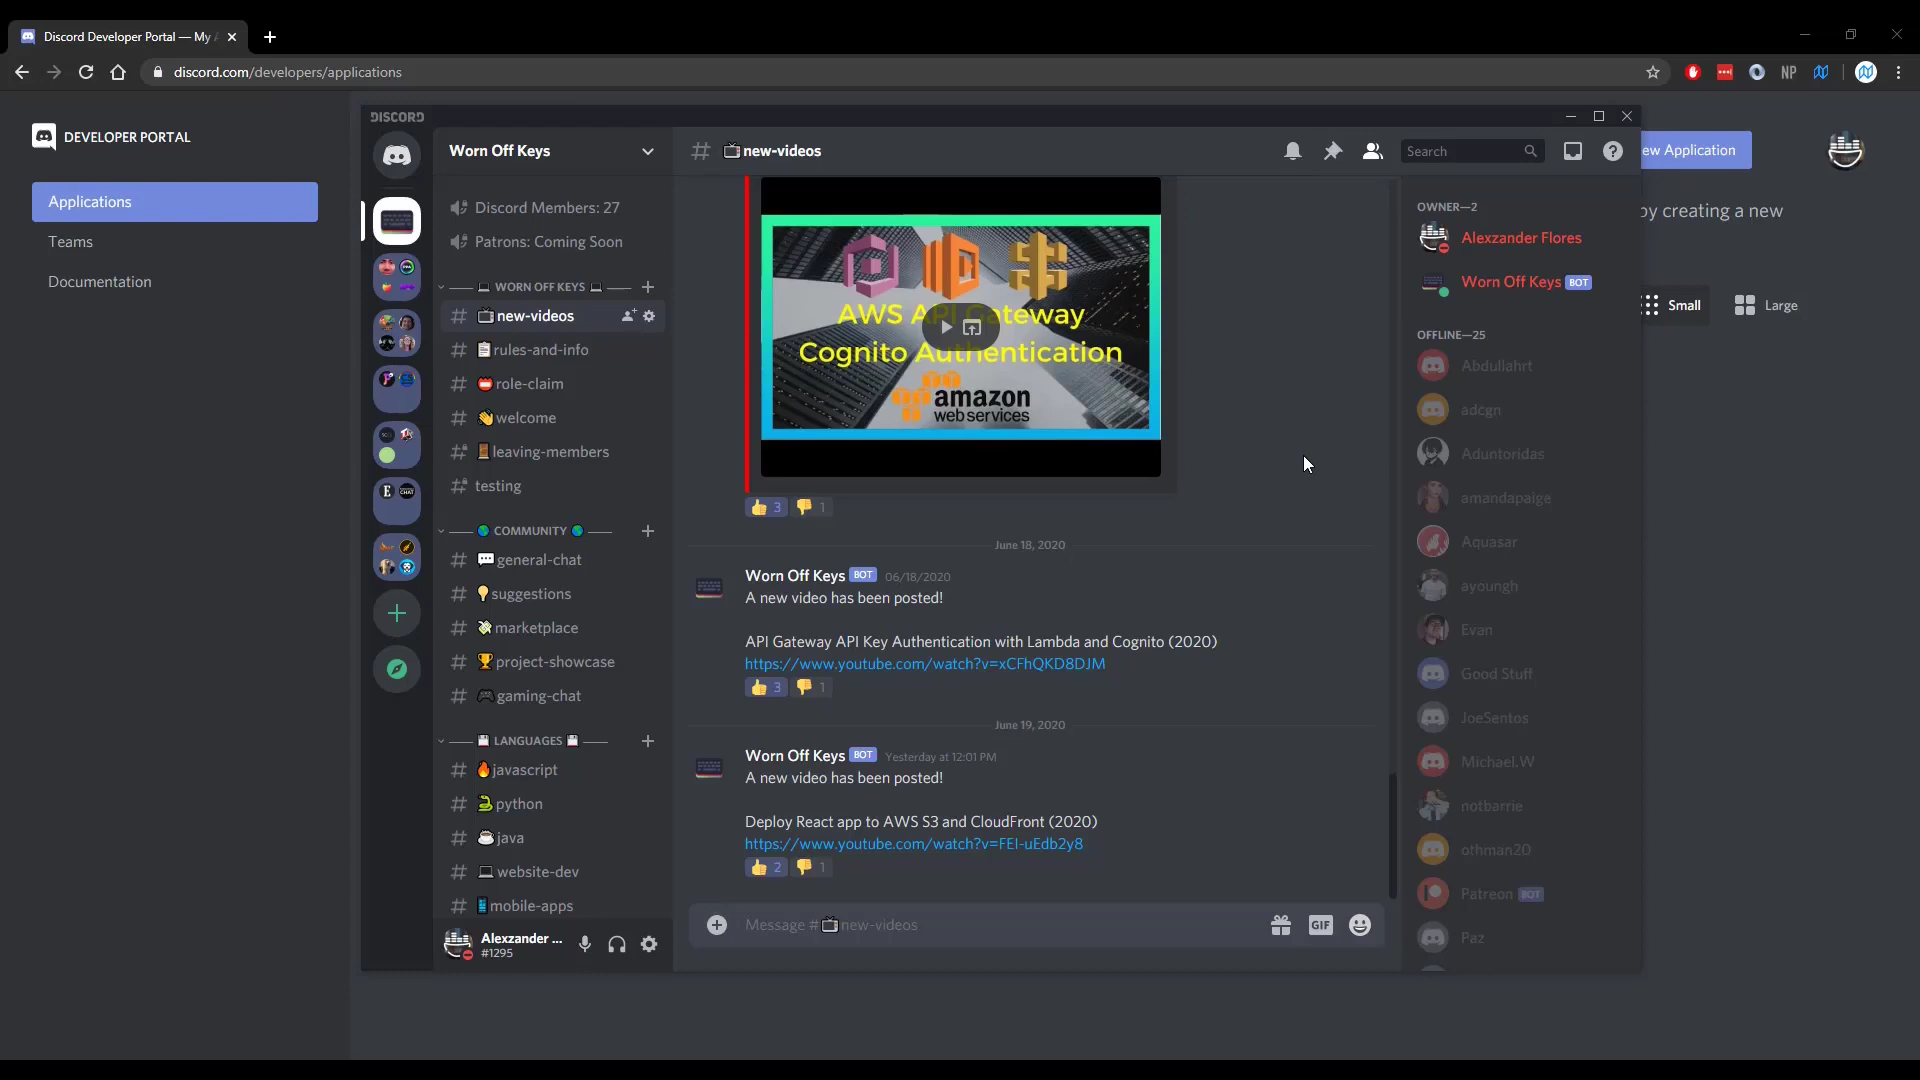 Discord Developer Portal — My A
discord.com/developers/applications
NP
DEVELOPER PORTAL
Applications
Teams
Documentation
ew Application
by creating a new
Small
Large
DISCORD
Worn Off Keys
Discord Members: 27
Patrons: Coming Soon
💻 WORN OFF KEYS 💻
# 📺new-videos
# 📋rules-and-info
# 📛role-claim
# 👋welcome
# 🚪leaving-members
# testing
🌎 COMMUNITY 🌎
# 💬general-chat
# 💡suggestions
# 💸marketplace
# 🏆project-showcase
# 🎮gaming-chat
💾 LANGUAGES 💾
# 🔥javascript
# 🐍python
# ☕java
# 💻website-dev
# 📱mobile-apps
Alexzander ...
#1295
# 📺new-videos
Search
AWS API Gateway
Cognito Authentication
amazon
webservices
👍 3 👎 1
June 18, 2020
Worn Off Keys BOT 06/18/2020
A new video has been posted!
API Gateway API Key Authentication with Lambda and Cognito (2020)
https://www.youtube.com/watch?v=xCFhQKD8DJM
👍 3 👎 1
June 19, 2020
Worn Off Keys BOT Yesterday at 12:01 PM
A new video has been posted!
Deploy React app to AWS S3 and CloudFront (2020)
https://www.youtube.com/watch?v=FEI-uEdb2y8
👍 2 👎 1
Message #📺new-videos
GIF
OWNER—2
Alexzander Flores
Worn Off Keys BOT
OFFLINE—25
Abdullahrt
adcgn
Aduntoridas
amandapaige
Aquasar
ayoungh
Evan
Good Stuff
JoeSentos
Michael.W
notbarrie
othman20
Patreon BOT
Paz